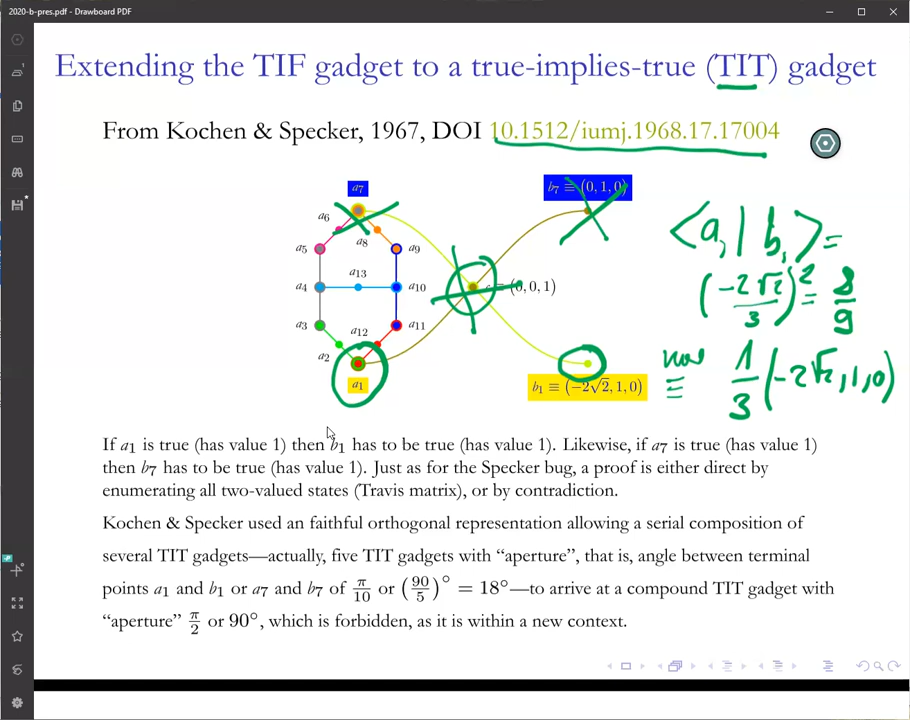 2020-b-pres.pdf - Drawboard PDF
Extending the TIF gadget to a true-implies-true (TIT) gadget
From Kochen & Specker, 1967, DOI 10.1512/iumj.1968.17.17004
a7
b7 ≡ (0, 1, 0)
a6
a8
a5
a9
a13
a4
a10
(0, 0, 1)
a3
a12
a11
a2
a1
b1 ≡ (−2√2, 1, 0)
<a1 | b1> =
(−2√2/3)² = 8/9
≡ 1/3 (−2√2, 1, 0)
If a1 is true (has value 1) then b1 has to be true (has value 1). Likewise, if a7 is true (has value 1)
then b7 has to be true (has value 1). Just as for the Specker bug, a proof is either direct by
enumerating all two-valued states (Travis matrix), or by contradiction.
Kochen & Specker used an faithful orthogonal representation allowing a serial composition of
several TIT gadgets—actually, five TIT gadgets with “aperture”, that is, angle between terminal
points a1 and b1 or a7 and b7 of π/10 or (90/5)° = 18°—to arrive at a compound TIT gadget with
“aperture” π/2 or 90°, which is forbidden, as it is within a new context.